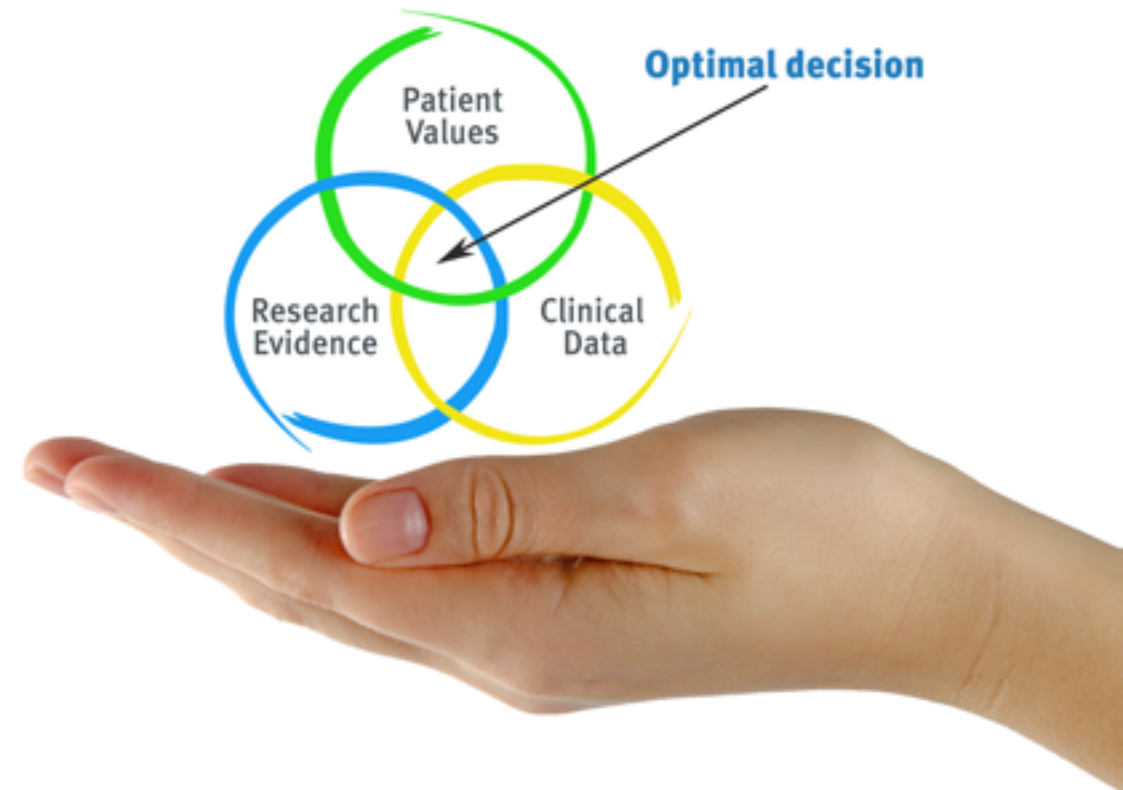 Optimal decision
Patient
Values
Research
Evidence
Clinical
Data